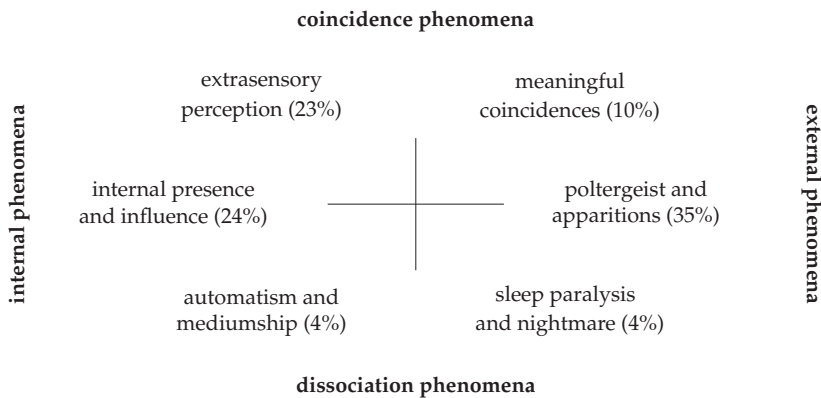 coincidence phenomena
extrasensory
perception (23%)
meaningful
coincidences (10%)
internal phenomena
external phenomena
internal presence
and influence (24%)
poltergeist and
apparitions (35%)
automatism and
mediumship (4%)
sleep paralysis
and nightmare (4%)
dissociation phenomena